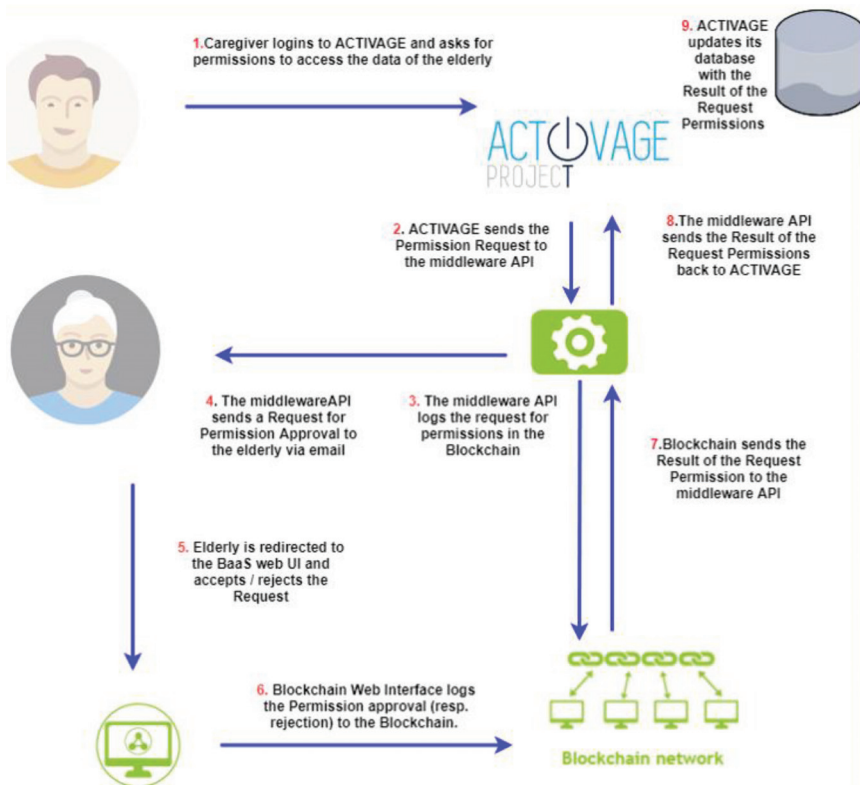 1.Caregiver logins to ACTIVAGE and asks for
permissions to access the data of the elderly
9. ACTIVAGE
updates its
database
with the
Result of the
Request
Permissions
ACTIVAGE
PROJECT
2. ACTIVAGE sends the
Permission Request to
the middleware API
8.The middleware API
sends the Result of the
Request Permissions
back to ACTIVAGE
4. The middlewareAPI
sends a Request for
Permission Approval to
the elderly via email
3. The middleware API
logs the request for
permissions in the
Blockchain
7.Blockchain sends the
Result of the Request
Permission to the
middleware API
5. Elderly is redirected to
the BaaS web UI and
accepts / rejects the
Request
6. Blockchain Web Interface logs
the Permission approval (resp.
rejection) to the Blockchain.
Blockchain network